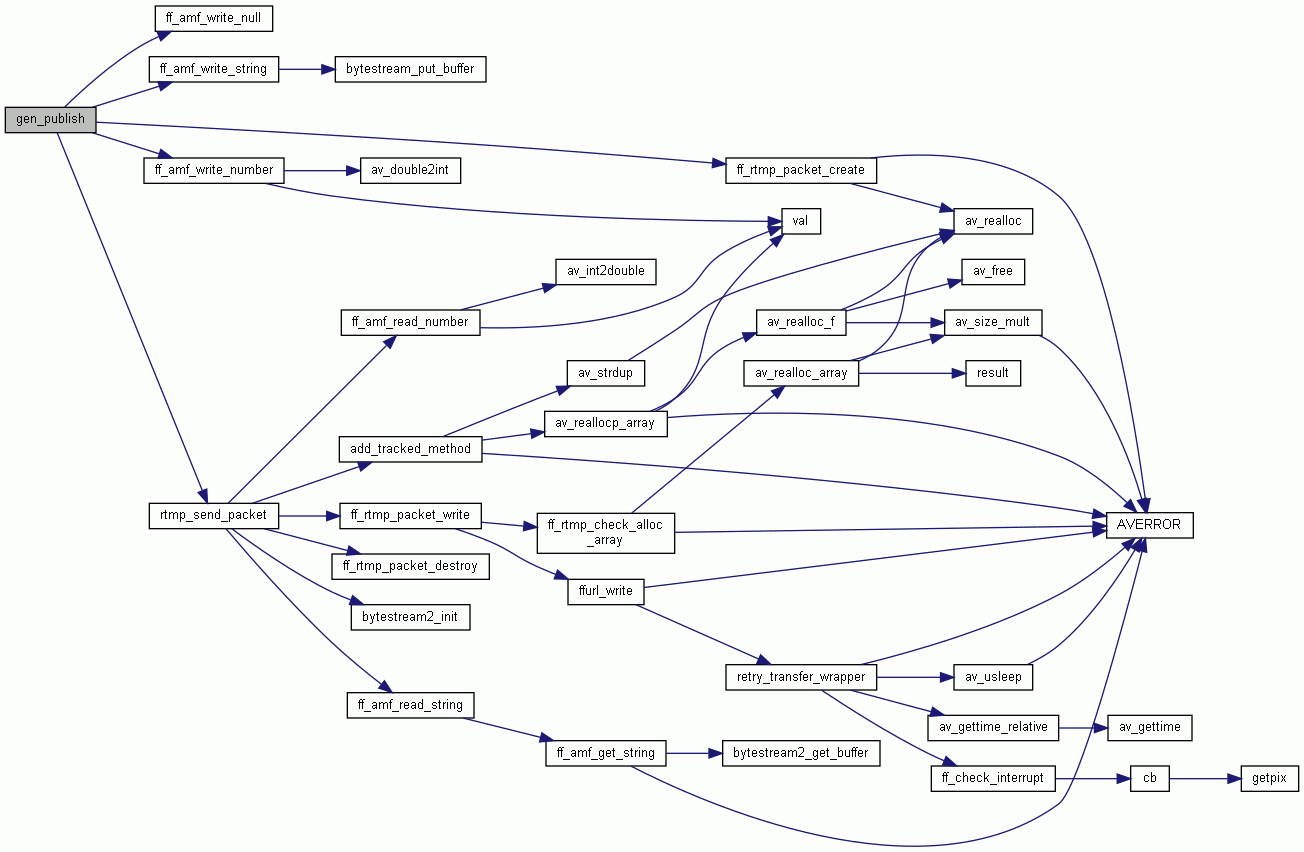 ff_amf_write_null
ff_amf_write_string
bytestream_put_buffer
gen_publish
ff_amf_write_number
av_double2int
ff_rtmp_packet_create
val
av_realloc
av_int2double
av_free
ff_amf_read_number
av_realloc_f
av_size_mult
av_strdup
av_realloc_array
result
av_reallocp_array
add_tracked_method
rtmp_send_packet
ff_rtmp_packet_write
ff_rtmp_check_alloc
_array
AVERROR
ff_rtmp_packet_destroy
ffurl_write
bytestream2_init
retry_transfer_wrapper
av_usleep
ff_amf_read_string
av_gettime_relative
av_gettime
ff_amf_get_string
bytestream2_get_buffer
ff_check_interrupt
cb
getpix